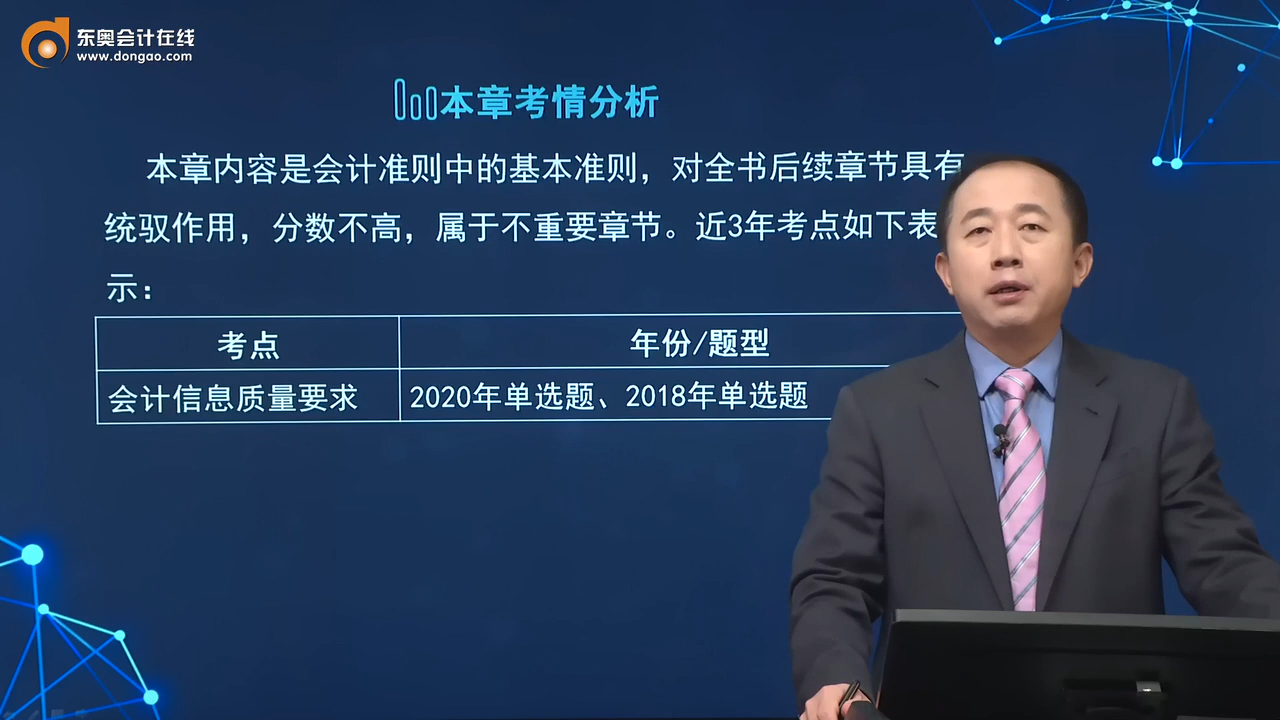 东奥会计在线
www.dongao.com
本章考情分析
本章内容是会计准则中的基本准则，对全书后续章节具有
统驭作用，分数不高，属于不重要章节。近3年考点如下表
示：
考点 年份/题型
会计信息质量要求 2020年单选题、2018年单选题